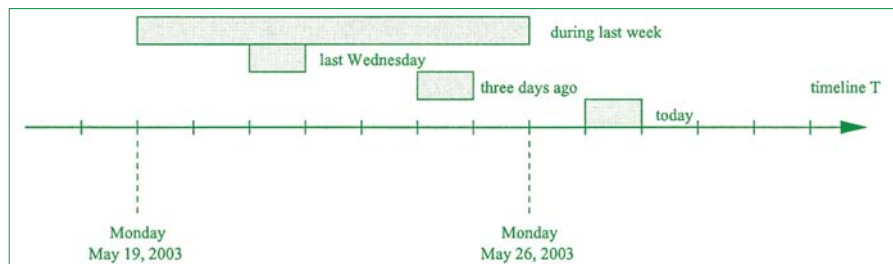 during last week
last Wednesday
three days ago
timeline T
today
Monday
May 19, 2003
Monday
May 26, 2003